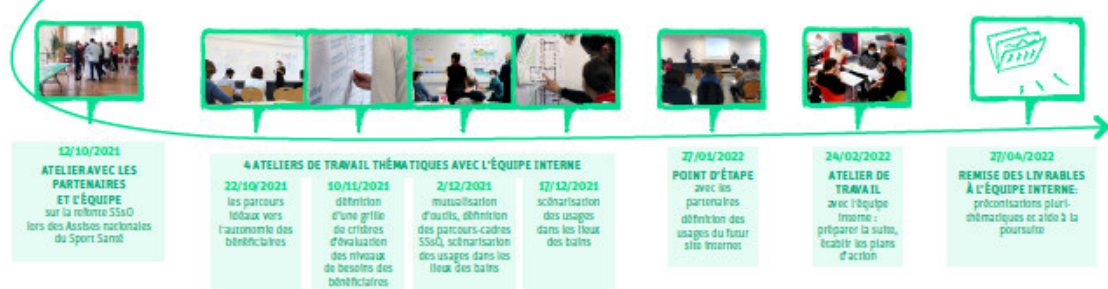 12/10/2021
ATELIER AVEC LES
PARTENAIRES
ET L'ÉQUIPE
sur la refonte SSsO
lors des Assises nationales
du Sport Santé
4 ATELIERS DE TRAVAIL THÉMATIQUES AVEC L'ÉQUIPE INTERNE
22/10/2021
les parcours
idéaux vers
l'autonomie des
bénéficiaires
10/11/2021
définition
d'une grille
de critères
d'évaluation
des niveaux
de besoins des
bénéficiaires
2/12/2021
mutualisation
d'outils, définition
des parcours-cadres
SSsO, scénarisation
des usages dans les
lieux des bains
17/12/2021
scénarisation
des usages
dans les lieux
des bains
27/01/2022
POINT D'ÉTAPE
avec les
partenaires
définition des
usages du futur
site internet
24/02/2022
ATELIER DE
TRAVAIL
avec l'équipe
interne :
préparer la suite,
établir les plans
d'action
27/04/2022
REMISE DES LIVRABLES
À L'ÉQUIPE INTERNE:
préconisations pluri-
thématiques et aide à la
poursuite